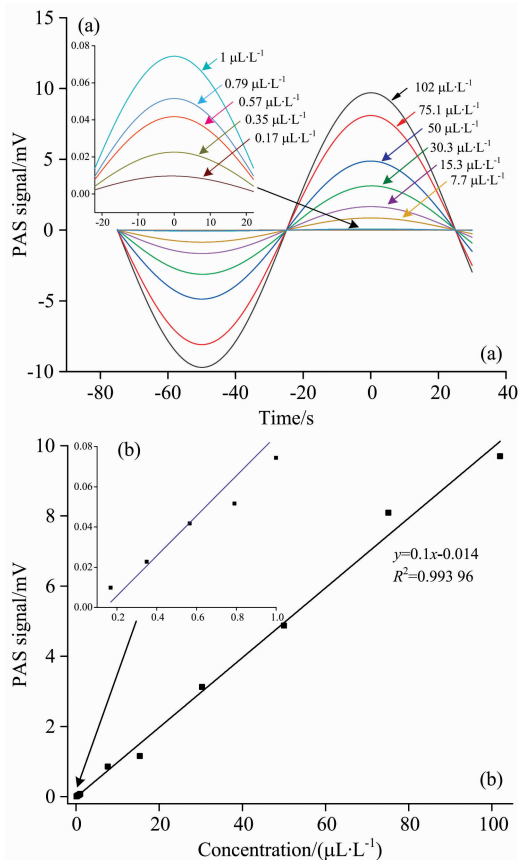 (a)
15
10
5
0
-5
-10
PAS signal/mV
0.08
0.06
0.04
0.02
0.00
-20 -10 0 10 20
1 μL·L⁻¹
0.79 μL·L⁻¹
0.57 μL·L⁻¹
0.35 μL·L⁻¹
0.17 μL·L⁻¹
102 μL·L⁻¹
75.1 μL·L⁻¹
50 μL·L⁻¹
30.3 μL·L⁻¹
15.3 μL·L⁻¹
7.7 μL·L⁻¹
(a)
-80 -60 -40 -20 0 20 40
Time/s
10
8
6
4
2
0
PAS signal/mV
(b)
0.08
0.06
0.04
0.02
0.00
0.2 0.4 0.6 0.8 1.0
y=0.1x-0.014
R²=0.993 96
(b)
0 20 40 60 80 100
Concentration/(μL·L⁻¹)